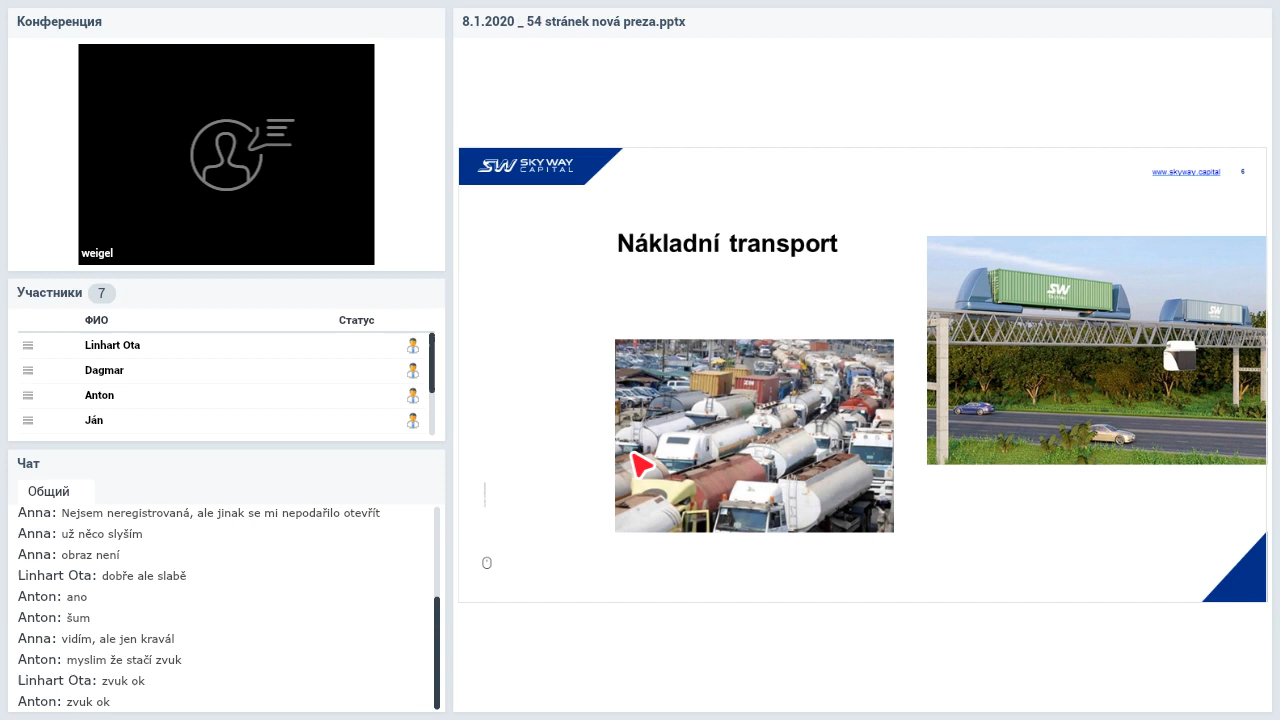 Конференция
weigel
Участники 7
ФИО Статус
Linhart Ota
Dagmar
Anton
Ján
Чат
Общий
Anna: Nejsem neregistrovaná, ale jinak se mi nepodařilo otevřít
Anna: už něco slyším
Anna: obraz není
Linhart Ota: dobře ale slabě
Anton: ano
Anton: šum
Anna: vidím, ale jen kravál
Anton: myslim že stačí zvuk
Linhart Ota: zvuk ok
Anton: zvuk ok
8.1.2020 _ 54 stránek nová preza.pptx
SW SKY WAY
CAPITAL
www.skyway.capital 6
Nákladní transport
SW